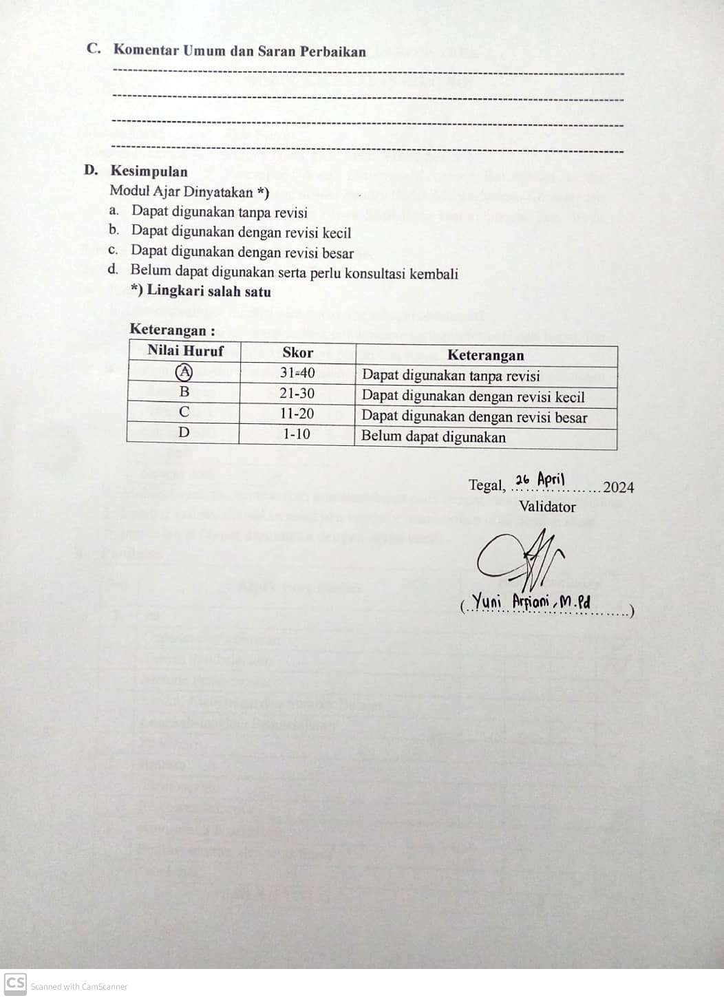 C. Komentar Umum dan Saran Perbaikan
D. Kesimpulan
Modul Ajar Dinyatakan *)
a. Dapat digunakan tanpa revisi
b. Dapat digunakan dengan revisi kecil
c. Dapat digunakan dengan revisi besar
d. Belum dapat digunakan serta perlu konsultasi kembali
*) Lingkari salah satu
Keterangan :
Nilai Huruf Skor Keterangan
A 31-40 Dapat digunakan tanpa revisi
B 21-30 Dapat digunakan dengan revisi kecil
C 11-20 Dapat digunakan dengan revisi besar
D 1-10 Belum dapat digunakan
Tegal, 26 April 2024
Validator
( Yuni Arfiani, M.Pd )
CS Scanned with CamScanner